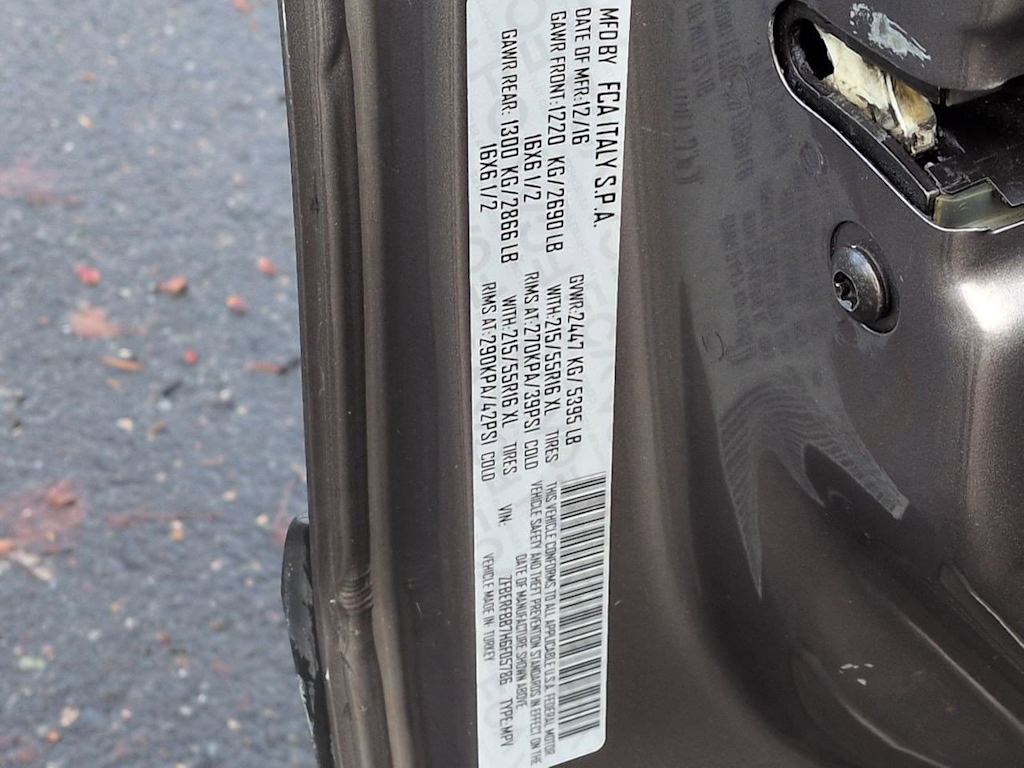 MFD BY FCA ITALY S.P.A.
DATE OF MFR:12/16 GVWR:2447 KG/5395 LB
GAWR FRONT:1220 KG/2690 LB WITH:215/55R16 XL TIRES
16X6 1/2 RIMS AT:270KPA/39PSI COLD
GAWR REAR: 1300 KG/2866 LB WITH:215/55R16 XL TIRES
16X6 1/2 RIMS AT:290KPA/42PSI COLD
THIS VEHICLE CONFORMS TO ALL APPLICABLE U.S.A. FEDERAL MOTOR
VEHICLE SAFETY AND THEFT PREVENTION STANDARDS IN EFFECT ON THE
DATE OF MANUFACTURE SHOWN ABOVE.
VIN: ZFBERFBB7H6F05786 TYPE:MPV
VEHICLE MADE IN TURKEY